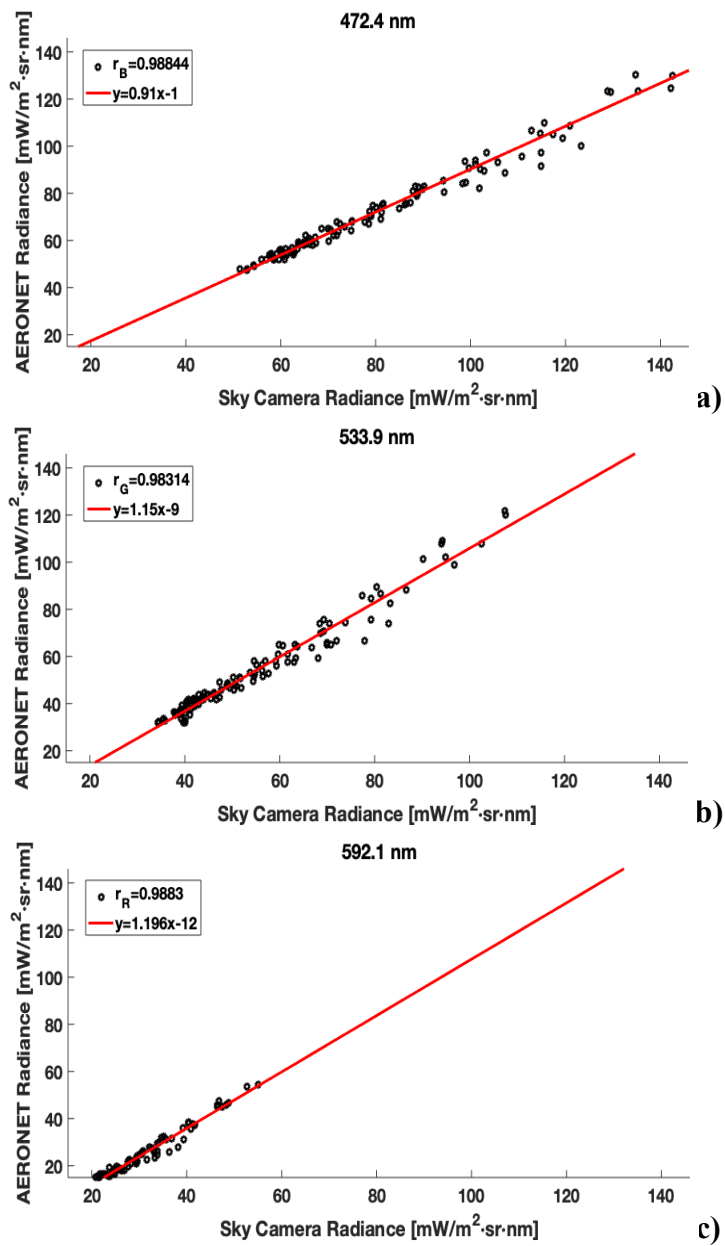 472.4 nm
AERONET Radiance [mW/m²·sr·nm]
140
120
100
80
60
40
20
r_B=0.98844
y=0.91x-1
20 40 60 80 100 120 140
Sky Camera Radiance [mW/m²·sr·nm]
a)
533.9 nm
AERONET Radiance [mW/m²·sr·nm]
140
120
100
80
60
40
20
r_G=0.98314
y=1.15x-9
20 40 60 80 100 120 140
Sky Camera Radiance [mW/m²·sr·nm]
b)
592.1 nm
AERONET Radiance [mW/m²·sr·nm]
140
120
100
80
60
40
20
r_R=0.9883
y=1.196x-12
20 40 60 80 100 120 140
Sky Camera Radiance [mW/m²·sr·nm]
c)